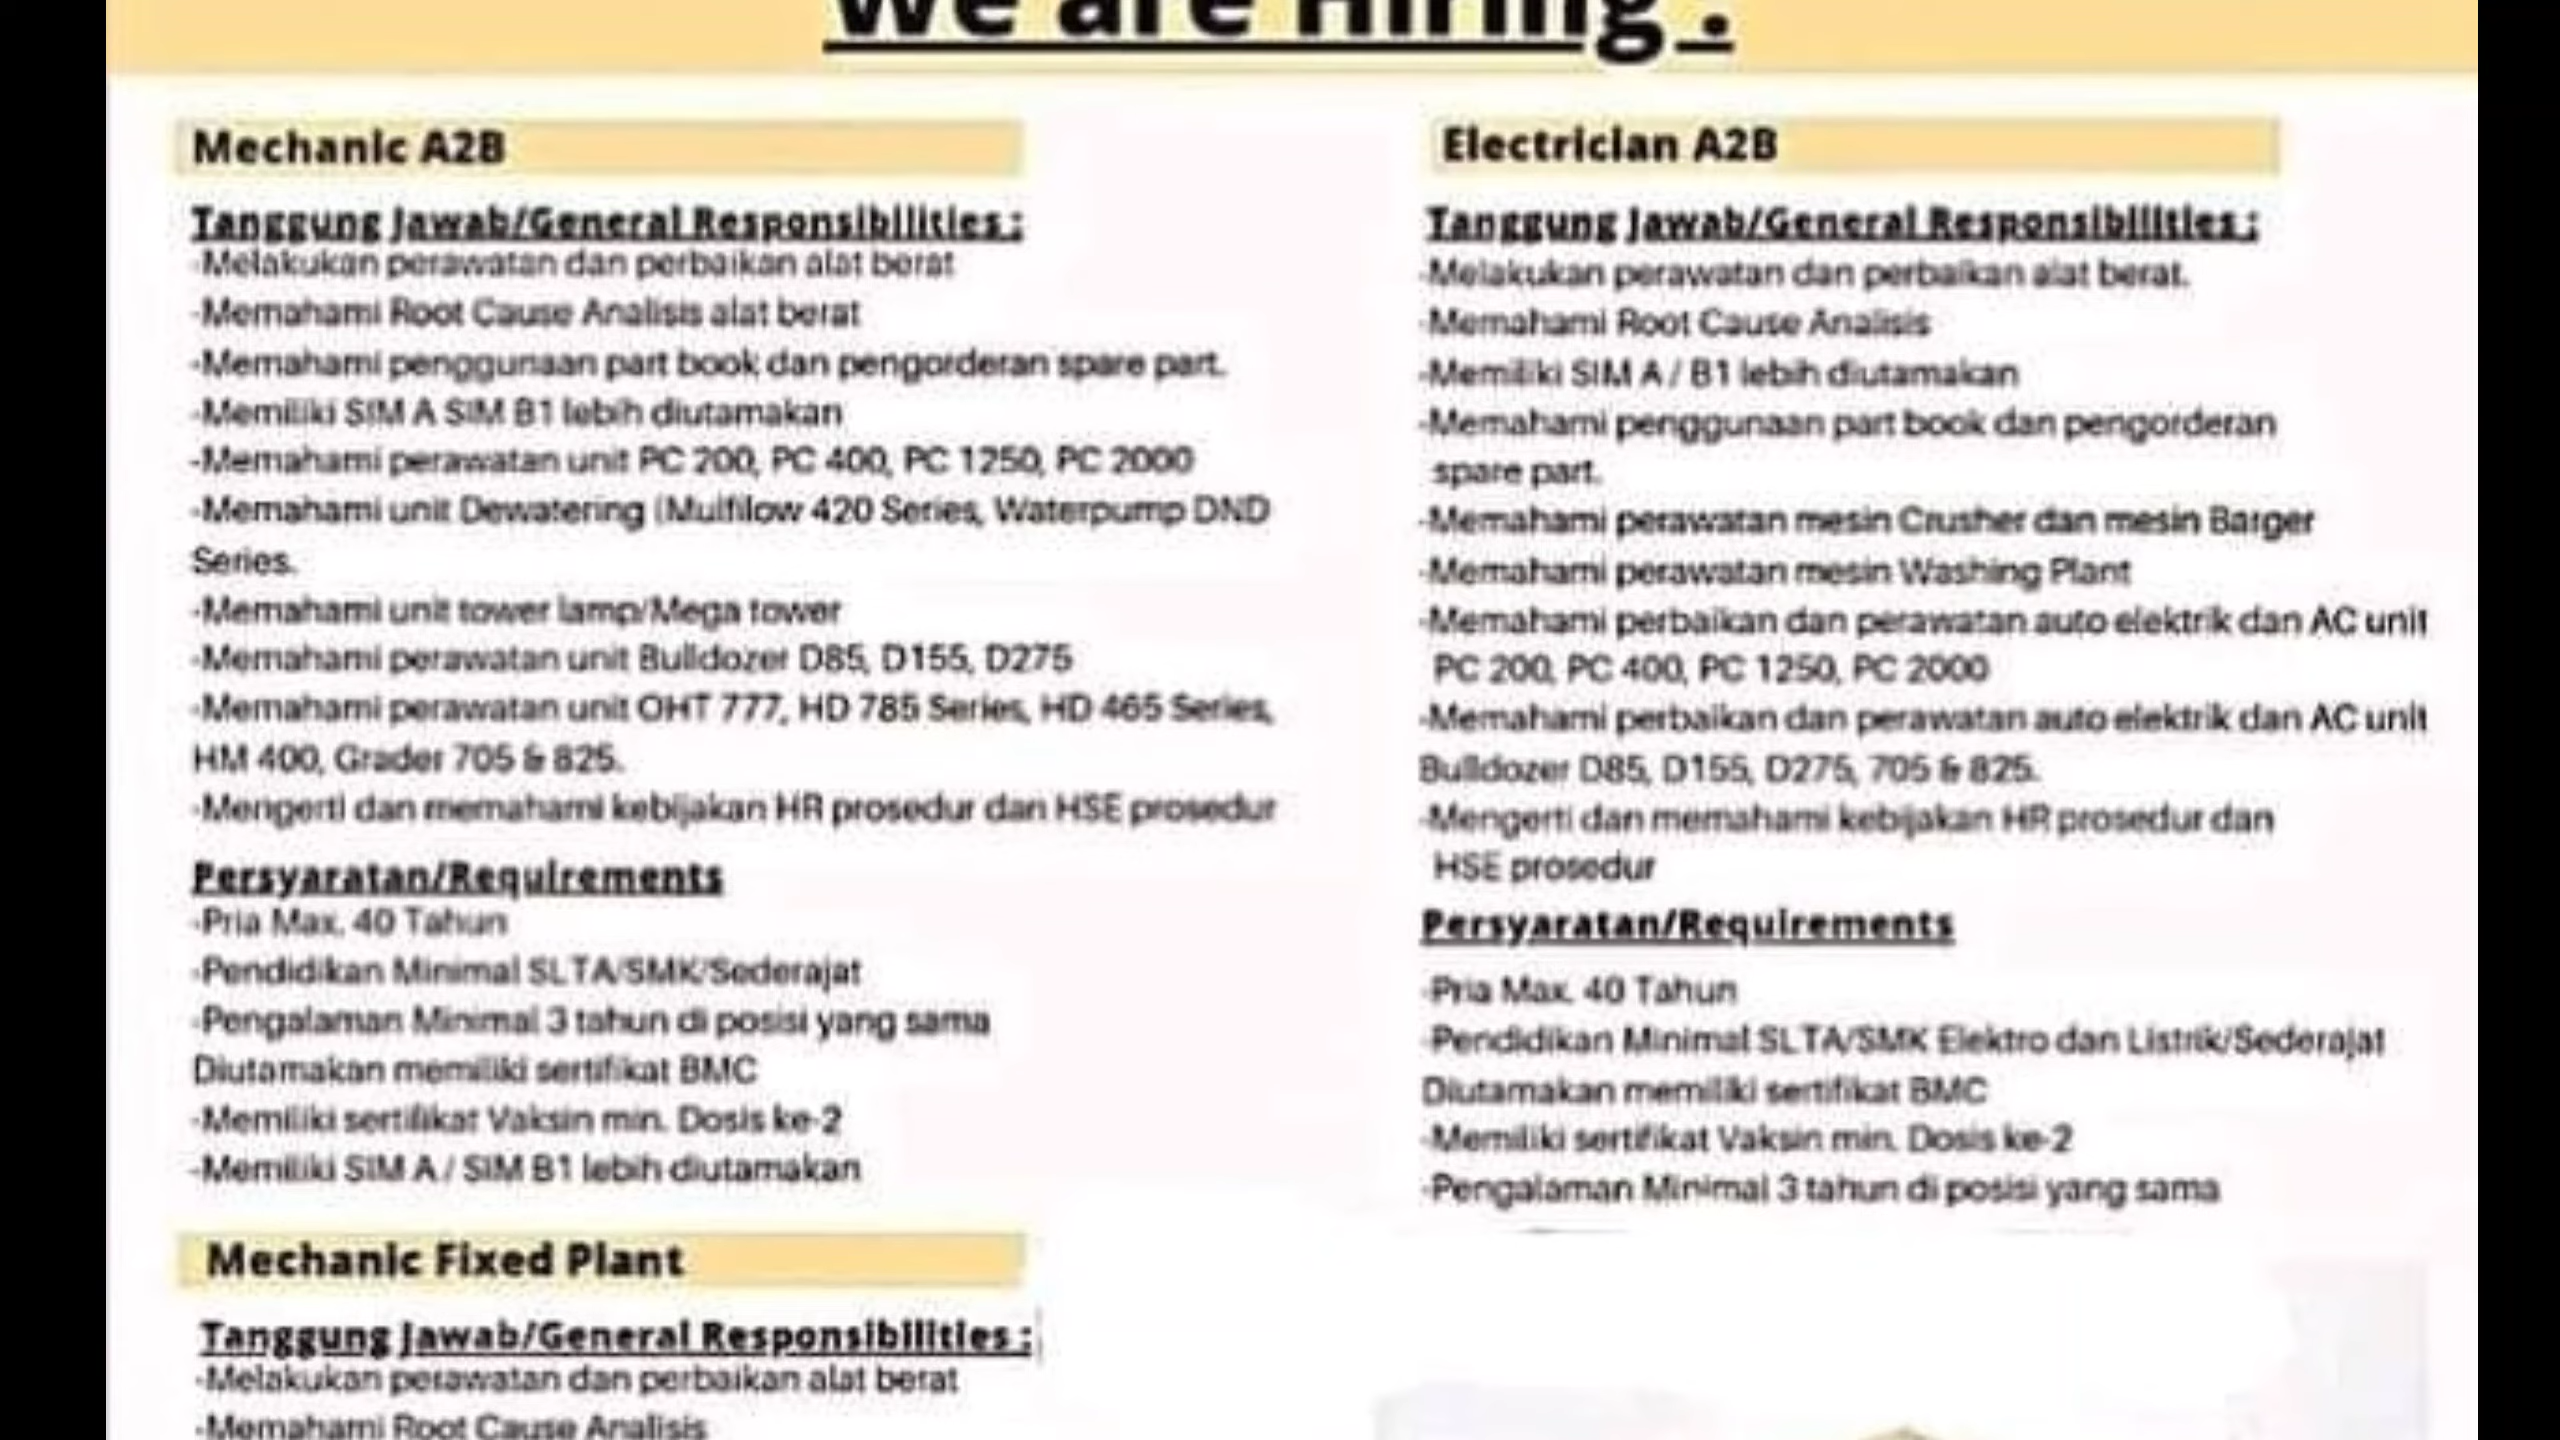 We are Hiring :
Mechanic A2B
Tanggung Jawab/General Responsibilities :
-Melakukan perawatan dan perbaikan alat berat
-Memahami Root Cause Analisis alat berat
-Memahami penggunaan part book dan pengorderan spare part.
-Memiliki SIM A SIM B1 lebih diutamakan
-Memahami perawatan unit PC 200, PC 400, PC 1250, PC 2000
-Memahami unit Dewatering (Mulfilow 420 Series, Waterpump DND
Series.
-Memahami unit tower lamp/Mega tower
-Memahami perawatan unit Bulldozer D85, D155, D275
-Memahami perawatan unit OHT 777, HD 785 Series, HD 465 Series,
HM 400, Grader 705 & 825.
-Mengerti dan memahami kebijakan HR prosedur dan HSE prosedur
Persyaratan/Requirements
-Pria Max. 40 Tahun
-Pendidikan Minimal SLTA/SMK/Sederajat
-Pengalaman Minimal 3 tahun di posisi yang sama
Diutamakan memiliki sertifikat BMC
-Memiliki sertifikat Vaksin min. Dosis ke-2
-Memiliki SIM A / SIM B1 lebih diutamakan
Mechanic Fixed Plant
Tanggung Jawab/General Responsibilities :
-Melakukan perawatan dan perbaikan alat berat
-Memahami Root Cause Analisis
Electrician A2B
Tanggung Jawab/General Responsibilities :
-Melakukan perawatan dan perbaikan alat berat.
-Memahami Root Cause Analisis
-Memiliki SIM A / B1 lebih diutamakan
-Memahami penggunaan part book dan pengorderan
spare part.
-Memahami perawatan mesin Crusher dan mesin Barger
-Memahami perawatan mesin Washing Plant
-Memahami perbaikan dan perawatan auto elektrik dan AC unit
PC 200, PC 400, PC 1250, PC 2000
-Memahami perbaikan dan perawatan auto elektrik dan AC unit
Bulldozer D85, D155, D275, 705 & 825.
-Mengerti dan memahami kebijakan HR prosedur dan
HSE prosedur
Persyaratan/Requirements
-Pria Max. 40 Tahun
-Pendidikan Minimal SLTA/SMK Elektro dan Listrik/Sederajat
Diutamakan memiliki sertifikat BMC
-Memiliki sertifikat Vaksin min. Dosis ke-2
-Pengalaman Minimal 3 tahun di posisi yang sama